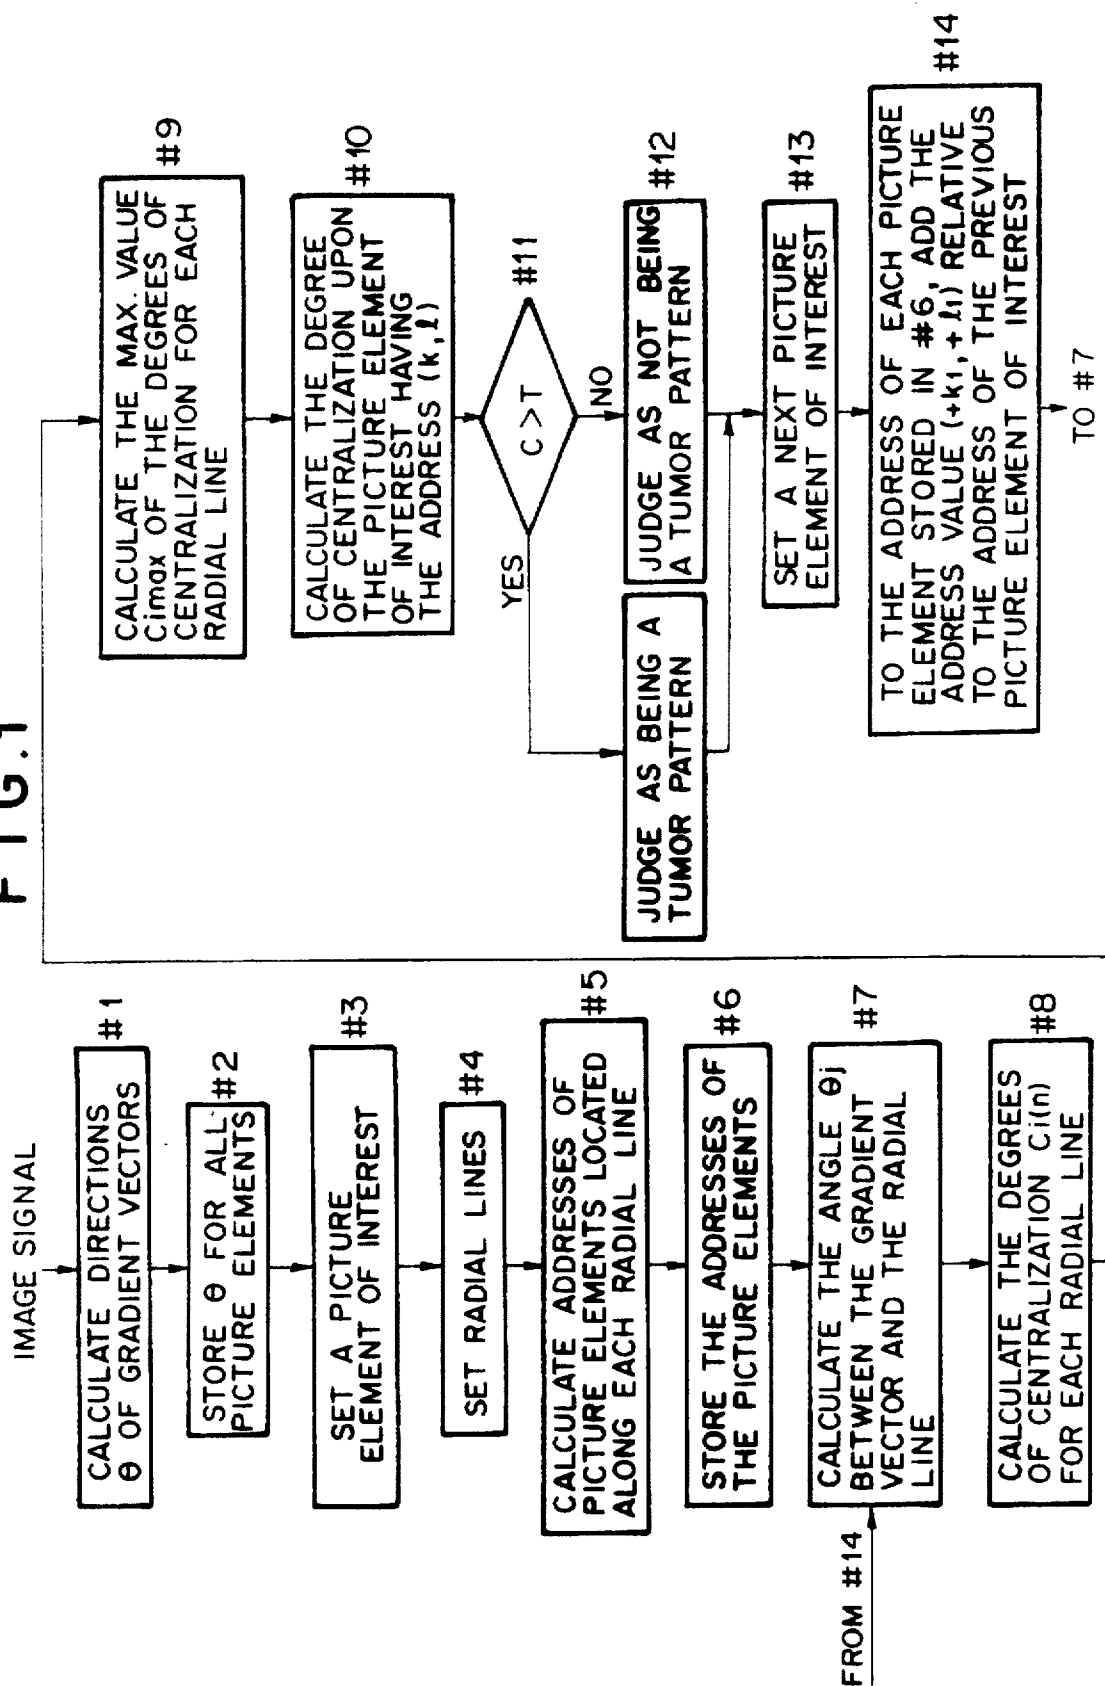 FIG.1
IMAGE SIGNAL
CALCULATE DIRECTIONS
θ OF GRADIENT VECTORS
#1
STORE θ FOR ALL
PICTURE ELEMENTS
#2
SET A PICTURE
ELEMENT OF INTEREST
#3
SET RADIAL LINES
#4
CALCULATE ADDRESSES OF
PICTURE ELEMENTS LOCATED
ALONG EACH RADIAL LINE
#5
STORE THE ADDRESSES OF
THE PICTURE ELEMENTS
#6
FROM #14
CALCULATE THE ANGLE θj
BETWEEN THE GRADIENT
VECTOR AND THE RADIAL
LINE
#7
CALCULATE THE DEGREES
OF CENTRALIZATION Ci(n)
FOR EACH RADIAL LINE
#8
CALCULATE THE MAX. VALUE
Cimax OF THE DEGREES OF
CENTRALIZATION FOR EACH
RADIAL LINE
#9
CALCULATE THE DEGREE
OF CENTRALIZATION UPON
THE PICTURE ELEMENT
OF INTEREST HAVING
THE ADDRESS (k,l)
#10
C>T
#11
YES
NO
JUDGE AS BEING A
TUMOR PATTERN
JUDGE AS NOT BEING
A TUMOR PATTERN
#12
SET A NEXT PICTURE
ELEMENT OF INTEREST
#13
TO THE ADDRESS OF EACH PICTURE
ELEMENT STORED IN #6, ADD THE
ADDRESS VALUE (+k1,+l1) RELATIVE
TO THE ADDRESS OF THE PREVIOUS
PICTURE ELEMENT OF INTEREST
#14
TO #7